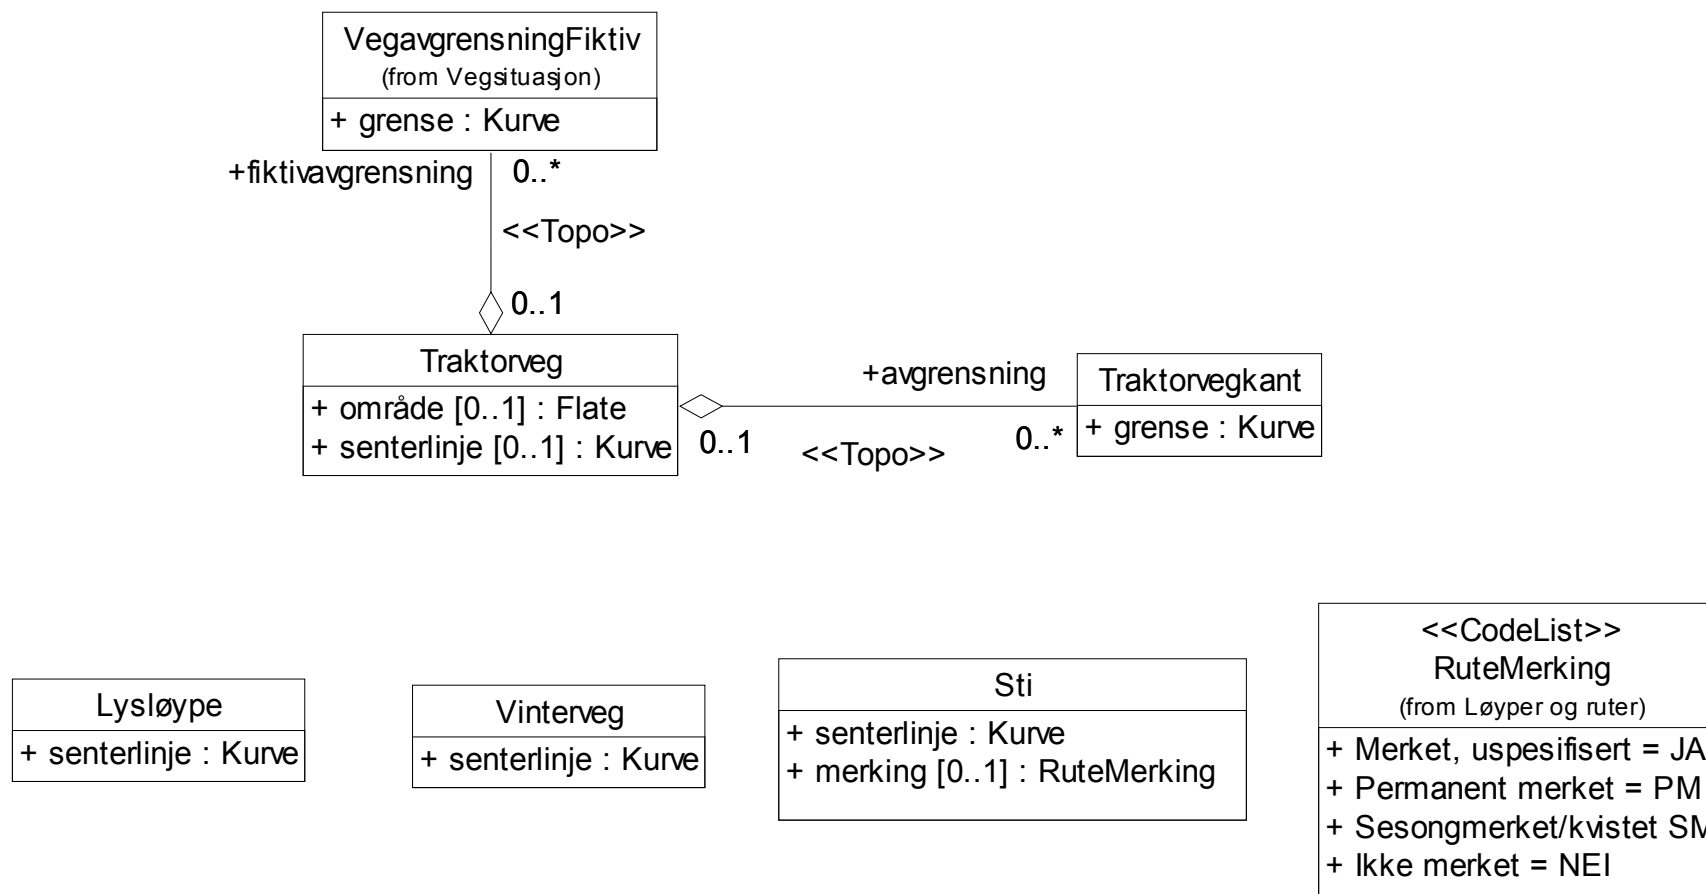 VegavgrensningFiktiv
(from Vegsituasjon)
+ grense : Kurve
+fiktivavgrensning
0..*
<<Topo>>
0..1
Traktorveg
+ område [0..1] : Flate
+ senterlinje [0..1] : Kurve
+avgrensning
0..1
<<Topo>>
0..*
Traktorvegkant
+ grense : Kurve
Lysløype
+ senterlinje : Kurve
Vinterveg
+ senterlinje : Kurve
Sti
+ senterlinje : Kurve
+ merking [0..1] : RuteMerking
<<CodeList>>
RuteMerking
(from Løyper og ruter)
+ Merket, uspesifisert = JA
+ Permanent merket = PM
+ Sesongmerket/kvistet SM
+ Ikke merket = NEI